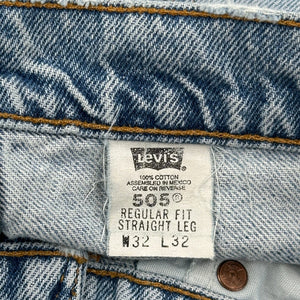 Levi's
100% COTTON
ASSEMBLED IN MEXICO
CARE ON REVERSE
505®
REGULAR FIT
STRAIGHT LEG
W32 L32